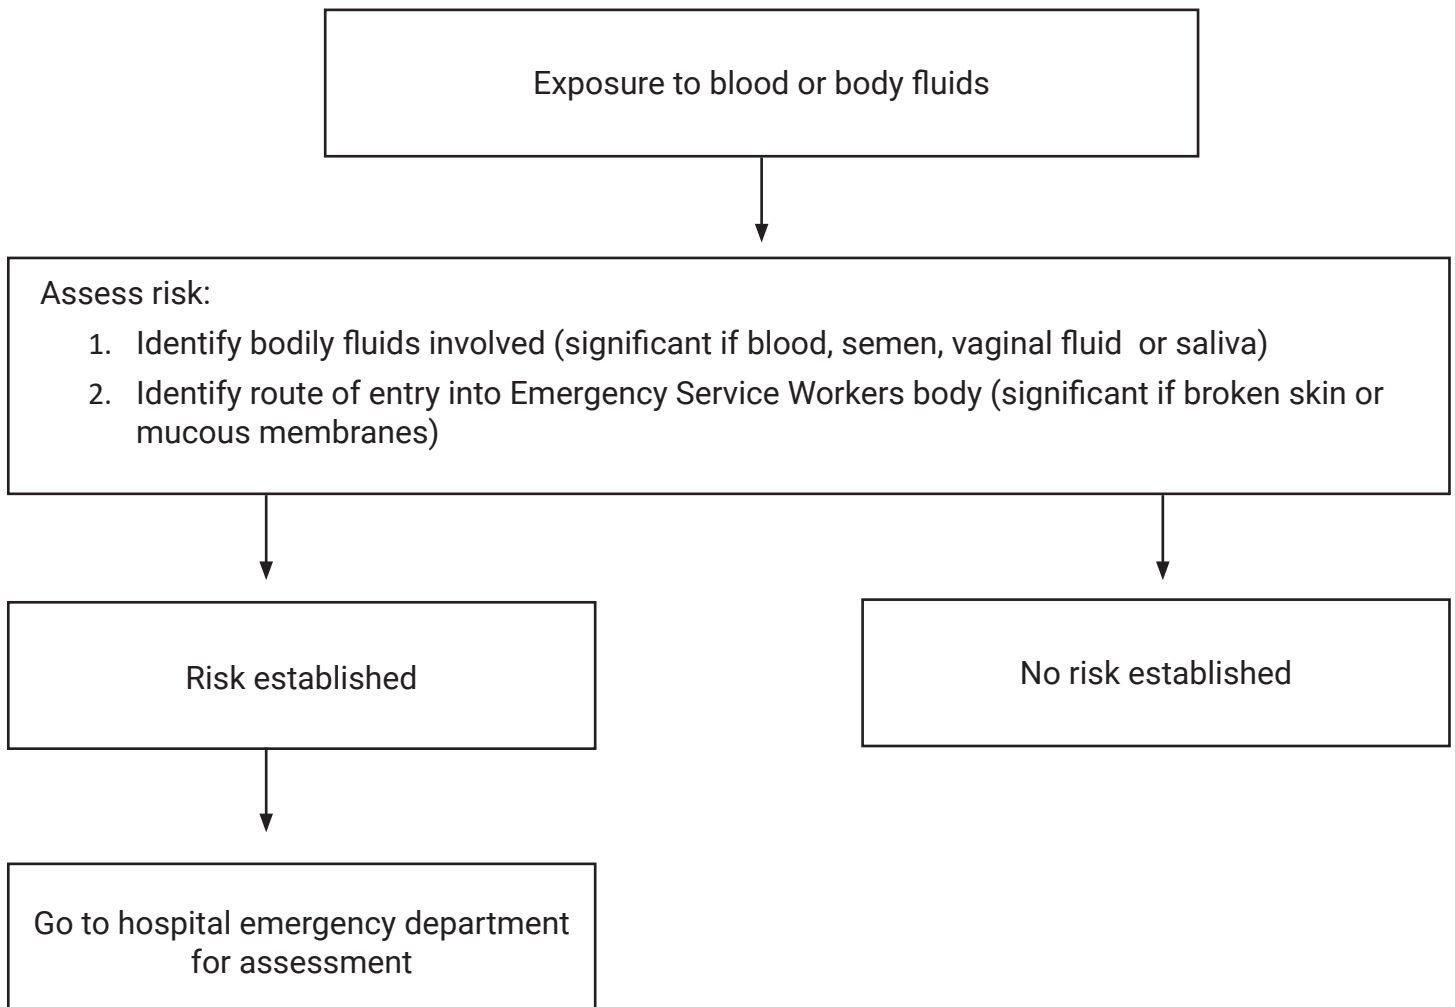 Exposure to blood or body fluids
Assess risk:
1. Identify bodily fluids involved (significant if blood, semen, vaginal fluid  or saliva)
2. Identify route of entry into Emergency Service Workers body (significant if broken skin or
mucous membranes)
Risk established
No risk established
Go to hospital emergency department
for assessment